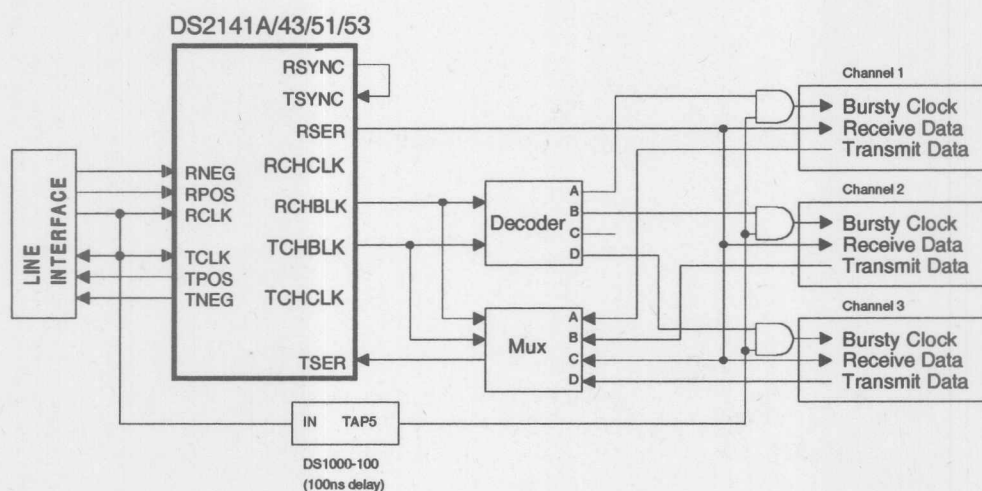 DS2141A/43/51/53
RSYNC
TSYNC
RSER
RCHCLK
RCHBLK
TCHBLK
TCHCLK
TSER
RNEG
RPOS
RCLK
TCLK
TPOS
TNEG
LINE
INTERFACE
Decoder
A
B
C
D
Mux
A
B
C
D
IN TAP5
DS1000-100
(100ns delay)
Channel 1
Bursty Clock
Receive Data
Transmit Data
Channel 2
Bursty Clock
Receive Data
Transmit Data
Channel 3
Bursty Clock
Receive Data
Transmit Data